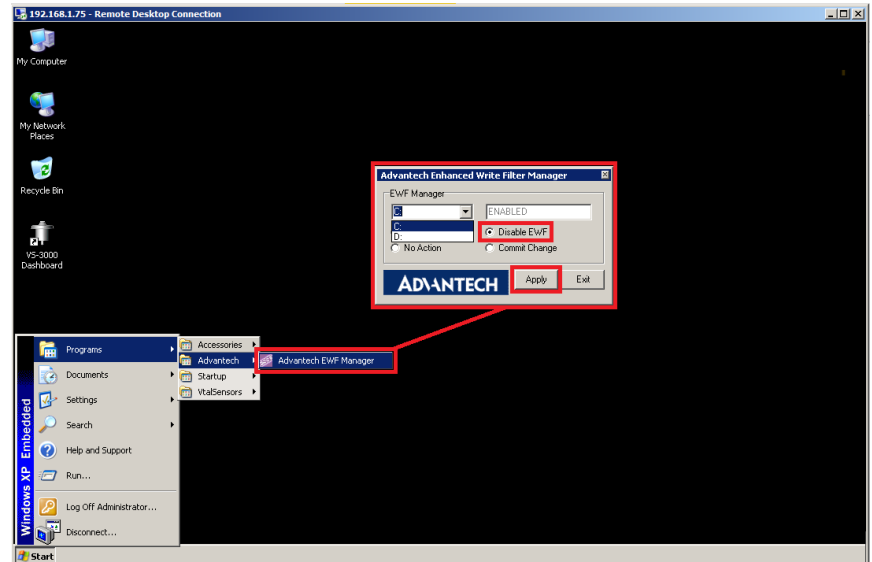 192.168.1.75 - Remote Desktop Connection
My Computer
My Network
Places
Recycle Bin
VS-3000
Dashboard
Advantech Enhanced Write Filter Manager
EWF Manager
C:
ENABLED
C:
D:
Disable EWF
No Action
Commit Change
ADVANTECH
Apply
Exit
Programs
Documents
Settings
Search
Help and Support
Run...
Log Off Administrator...
Disconnect...
Windows XP Embedded
Accessories
Advantech
Startup
VtalSensors
Advantech EWF Manager
Start